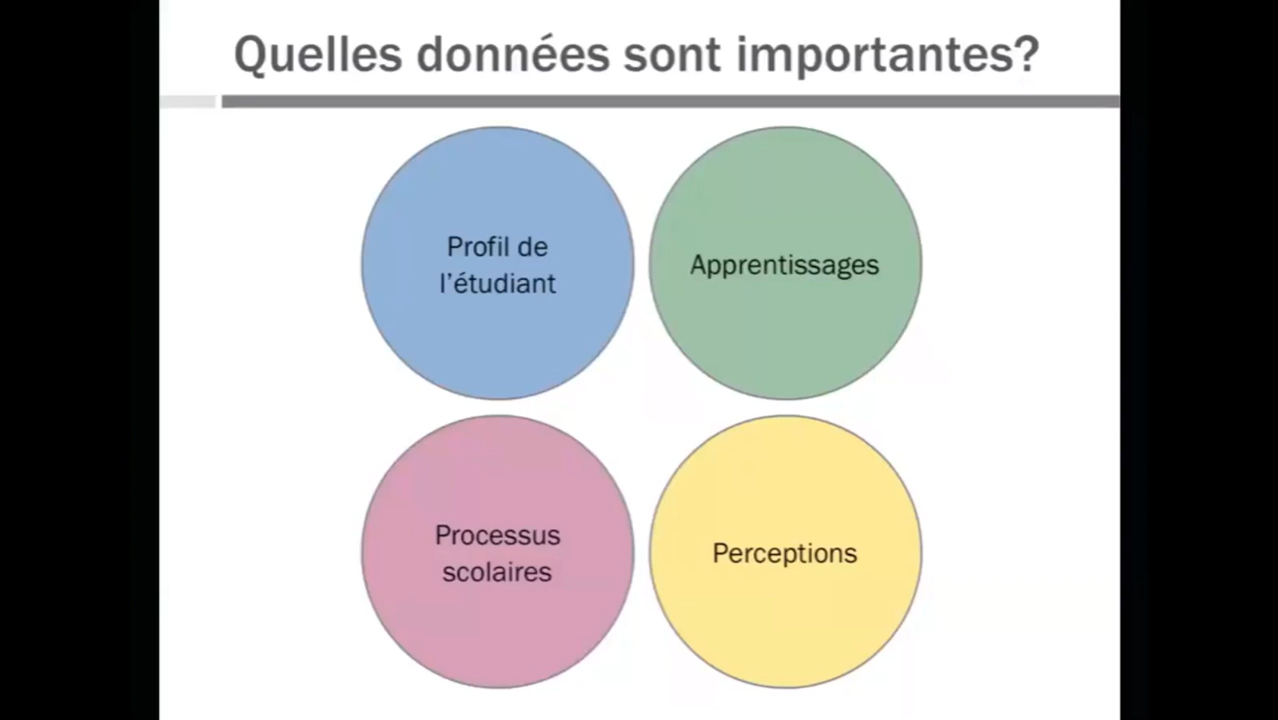 Quelles données sont importantes?
Profil de
l'étudiant
Apprentissages
Processus
scolaires
Perceptions